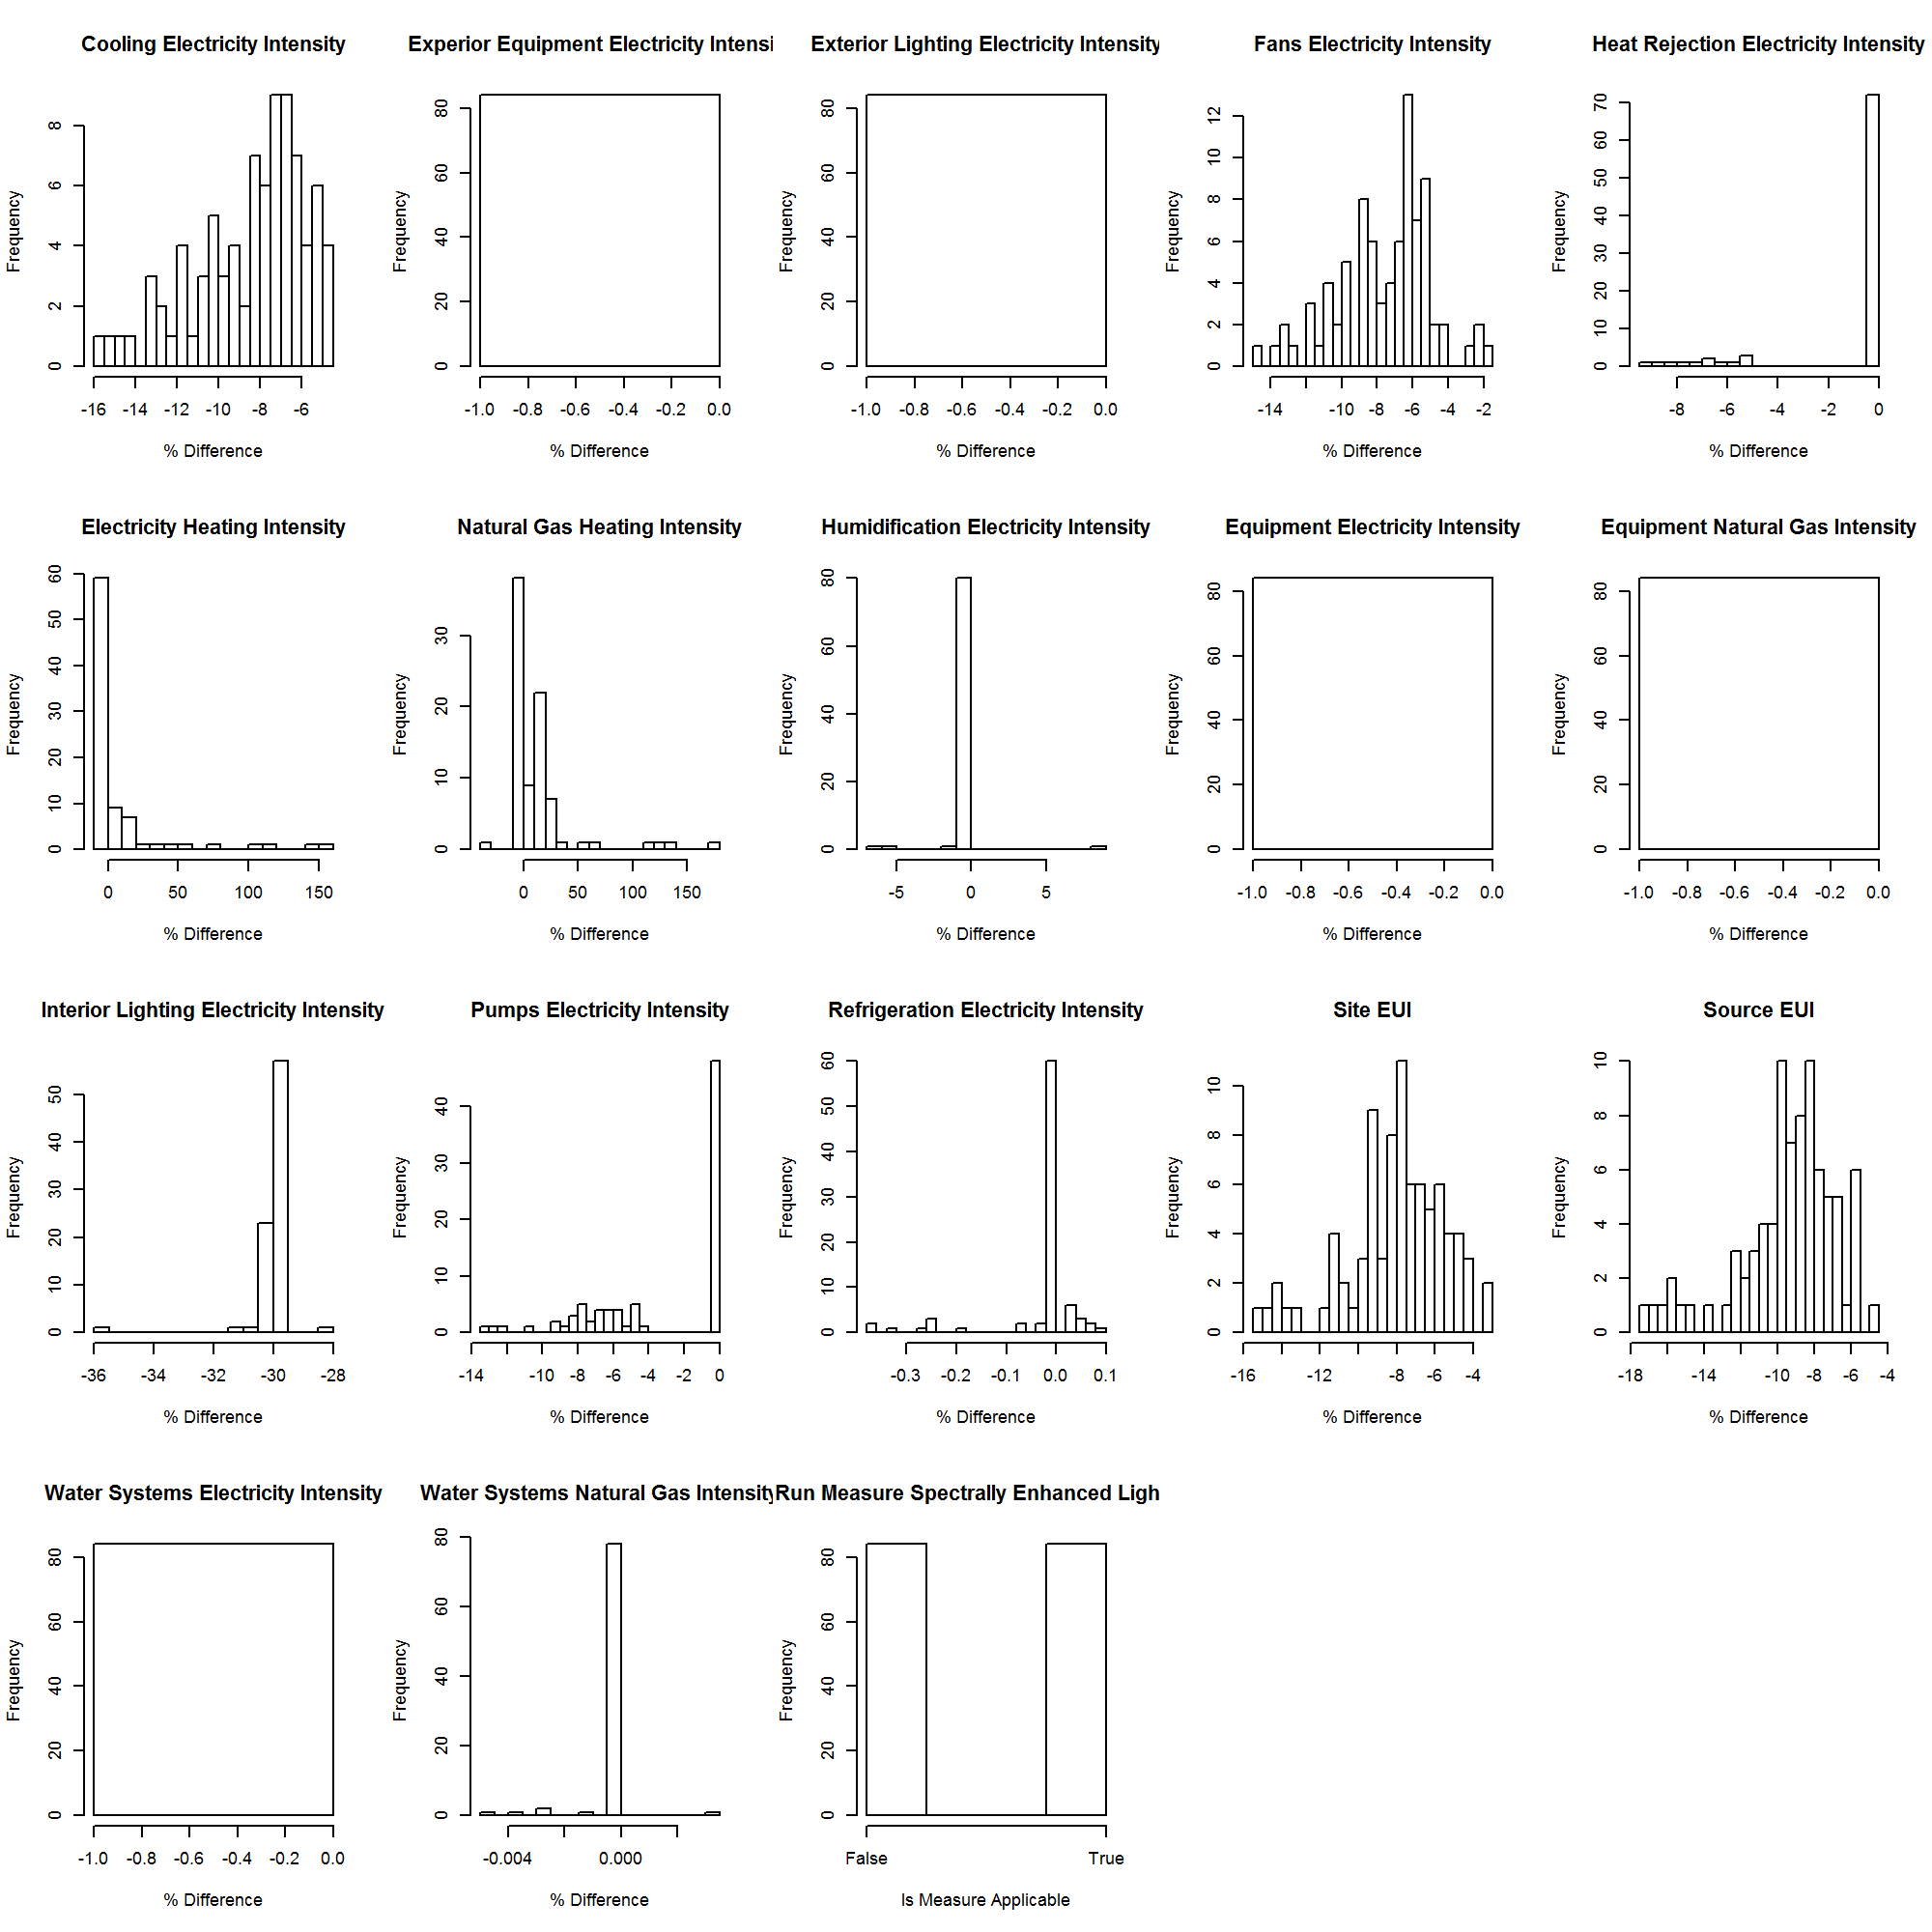 Cooling Electricity Intensity
Experior Equipment Electricity Intensi
Exterior Lighting Electricity Intensity
Fans Electricity Intensity
Heat Rejection Electricity Intensity
Frequency
0 2 4 6 8
-16 -14 -12 -10 -8 -6
% Difference
Frequency
0 20 40 60 80
-1.0 -0.8 -0.6 -0.4 -0.2 0.0
% Difference
Frequency
0 20 40 60 80
-1.0 -0.8 -0.6 -0.4 -0.2 0.0
% Difference
Frequency
0 2 4 6 8 10 12
-14 -10 -8 -6 -4 -2
% Difference
Frequency
0 10 20 30 40 50 60 70
-8 -6 -4 -2 0
% Difference
Electricity Heating Intensity
Natural Gas Heating Intensity
Humidification Electricity Intensity
Equipment Electricity Intensity
Equipment Natural Gas Intensity
Frequency
0 10 20 30 40 50 60
0 50 100 150
% Difference
Frequency
0 10 20 30
0 50 100 150
% Difference
Frequency
0 20 40 60 80
-5 0 5
% Difference
Frequency
0 20 40 60 80
-1.0 -0.8 -0.6 -0.4 -0.2 0.0
% Difference
Frequency
0 20 40 60 80
-1.0 -0.8 -0.6 -0.4 -0.2 0.0
% Difference
Interior Lighting Electricity Intensity
Pumps Electricity Intensity
Refrigeration Electricity Intensity
Site EUI
Source EUI
Frequency
0 10 20 30 40 50
-36 -34 -32 -30 -28
% Difference
Frequency
0 10 20 30 40
-14 -10 -8 -6 -4 -2 0
% Difference
Frequency
0 10 20 30 40 50 60
-0.3 -0.2 -0.1 0.0 0.1
% Difference
Frequency
0 2 4 6 8 10
-16 -12 -8 -6 -4
% Difference
Frequency
0 2 4 6 8 10
-18 -14 -10 -8 -6 -4
% Difference
Water Systems Electricity Intensity
Water Systems Natural Gas Intensity
Run Measure Spectrally Enhanced Ligh
Frequency
0 20 40 60 80
-1.0 -0.8 -0.6 -0.4 -0.2 0.0
% Difference
Frequency
0 20 40 60 80
-0.004 0.000
% Difference
Frequency
0 20 40 60 80
False True
Is Measure Applicable